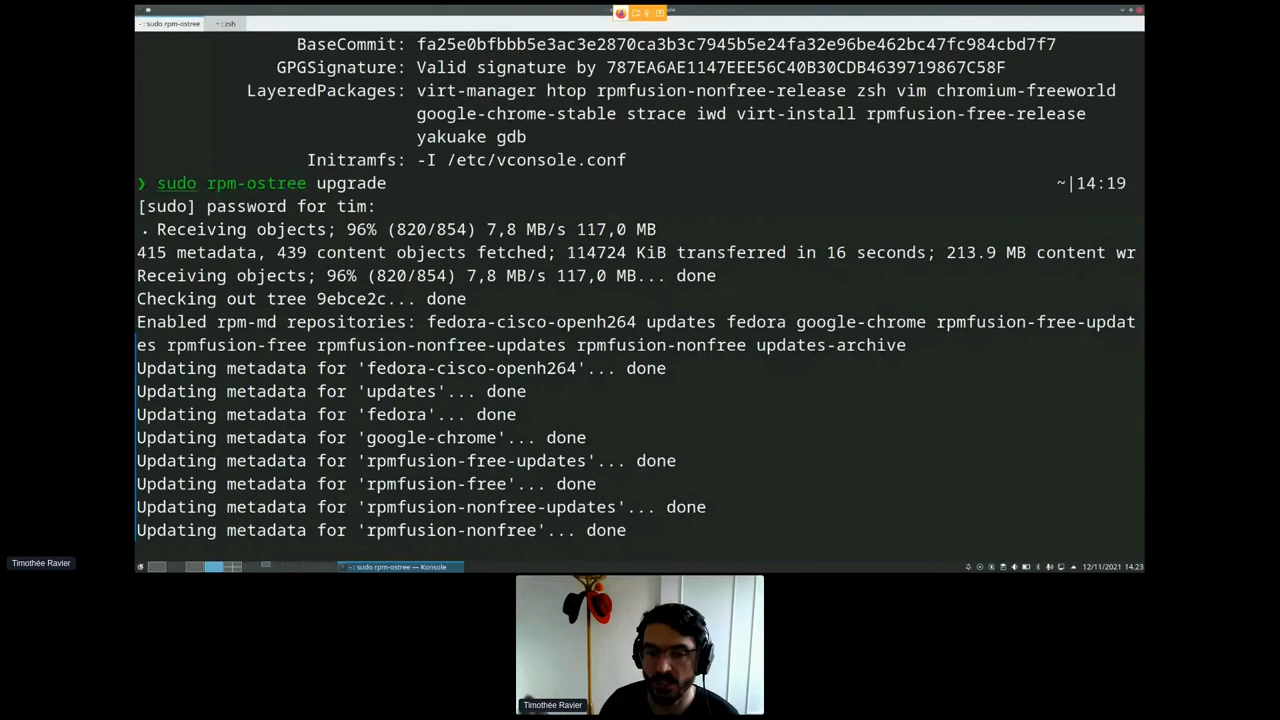 - : sudo rpm-ostree
~ : zsh
BaseCommit: fa25e0bfbbb5e3ac3e2870ca3b3c7945b5e24fa32e96be462bc47fc984cbd7f7
GPGSignature: Valid signature by 787EA6AE1147EEE56C40B30CDB4639719867C58F
LayeredPackages: virt-manager htop rpmfusion-nonfree-release zsh vim chromium-freeworld
google-chrome-stable strace iwd virt-install rpmfusion-free-release
yakuake gdb
Initramfs: -I /etc/vconsole.conf
❯ sudo rpm-ostree upgrade ~|14:19
[sudo] password for tim:
. Receiving objects; 96% (820/854) 7,8 MB/s 117,0 MB
415 metadata, 439 content objects fetched; 114724 KiB transferred in 16 seconds; 213.9 MB content wr
Receiving objects; 96% (820/854) 7,8 MB/s 117,0 MB... done
Checking out tree 9ebce2c... done
Enabled rpm-md repositories: fedora-cisco-openh264 updates fedora google-chrome rpmfusion-free-updat
es rpmfusion-free rpmfusion-nonfree-updates rpmfusion-nonfree updates-archive
Updating metadata for 'fedora-cisco-openh264'... done
Updating metadata for 'updates'... done
Updating metadata for 'fedora'... done
Updating metadata for 'google-chrome'... done
Updating metadata for 'rpmfusion-free-updates'... done
Updating metadata for 'rpmfusion-free'... done
Updating metadata for 'rpmfusion-nonfree-updates'... done
Updating metadata for 'rpmfusion-nonfree'... done
Timothée Ravier
- : sudo rpm-ostree — Konsole
12/11/2021 14.23
Timothée Ravier